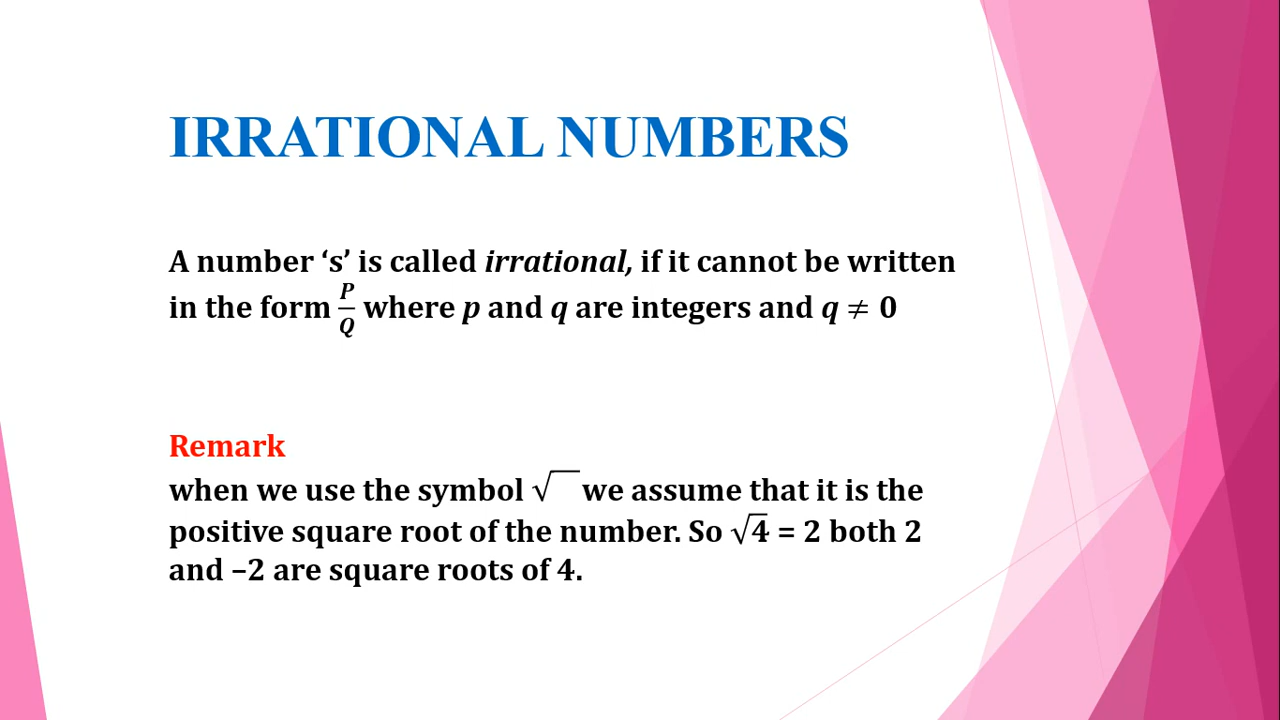 IRRATIONAL NUMBERS
A number ‘s’ is called irrational, if it cannot be written
in the form P/Q where p and q are integers and q ≠ 0
Remark
when we use the symbol √ we assume that it is the
positive square root of the number. So √4 = 2 both 2
and –2 are square roots of 4.